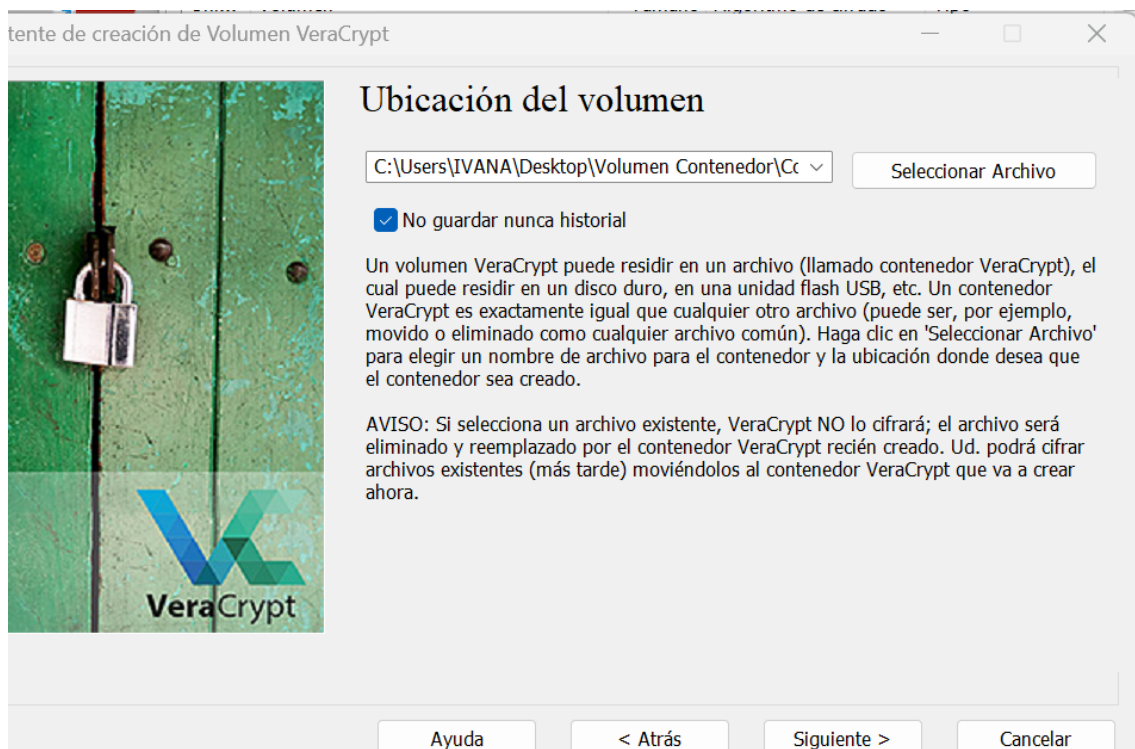 tente de creación de Volumen VeraCrypt
Ubicación del volumen
C:\Users\IVANA\Desktop\Volumen Contenedor\Cc
Seleccionar Archivo
No guardar nunca historial
Un volumen VeraCrypt puede residir en un archivo (llamado contenedor VeraCrypt), el
cual puede residir en un disco duro, en una unidad flash USB, etc. Un contenedor
VeraCrypt es exactamente igual que cualquier otro archivo (puede ser, por ejemplo,
movido o eliminado como cualquier archivo común). Haga clic en 'Seleccionar Archivo'
para elegir un nombre de archivo para el contenedor y la ubicación donde desea que
el contenedor sea creado.
AVISO: Si selecciona un archivo existente, VeraCrypt NO lo cifrará; el archivo será
eliminado y reemplazado por el contenedor VeraCrypt recién creado. Ud. podrá cifrar
archivos existentes (más tarde) moviéndolos al contenedor VeraCrypt que va a crear
ahora.
VeraCrypt
Ayuda
< Atrás
Siguiente >
Cancelar